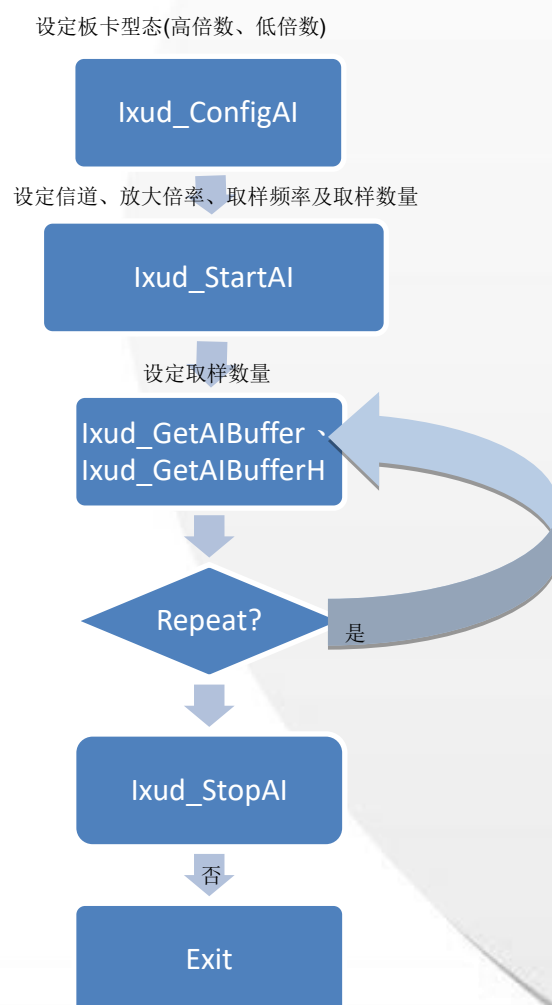 设定板卡型态(高倍数、低倍数)
Ixud_ConfigAI
设定信道、放大倍率、取样频率及取样数量
Ixud_StartAI
设定取样数量
Ixud_GetAIBuffer、
Ixud_GetAIBufferH
Repeat?
是
Ixud_StopAI
否
Exit